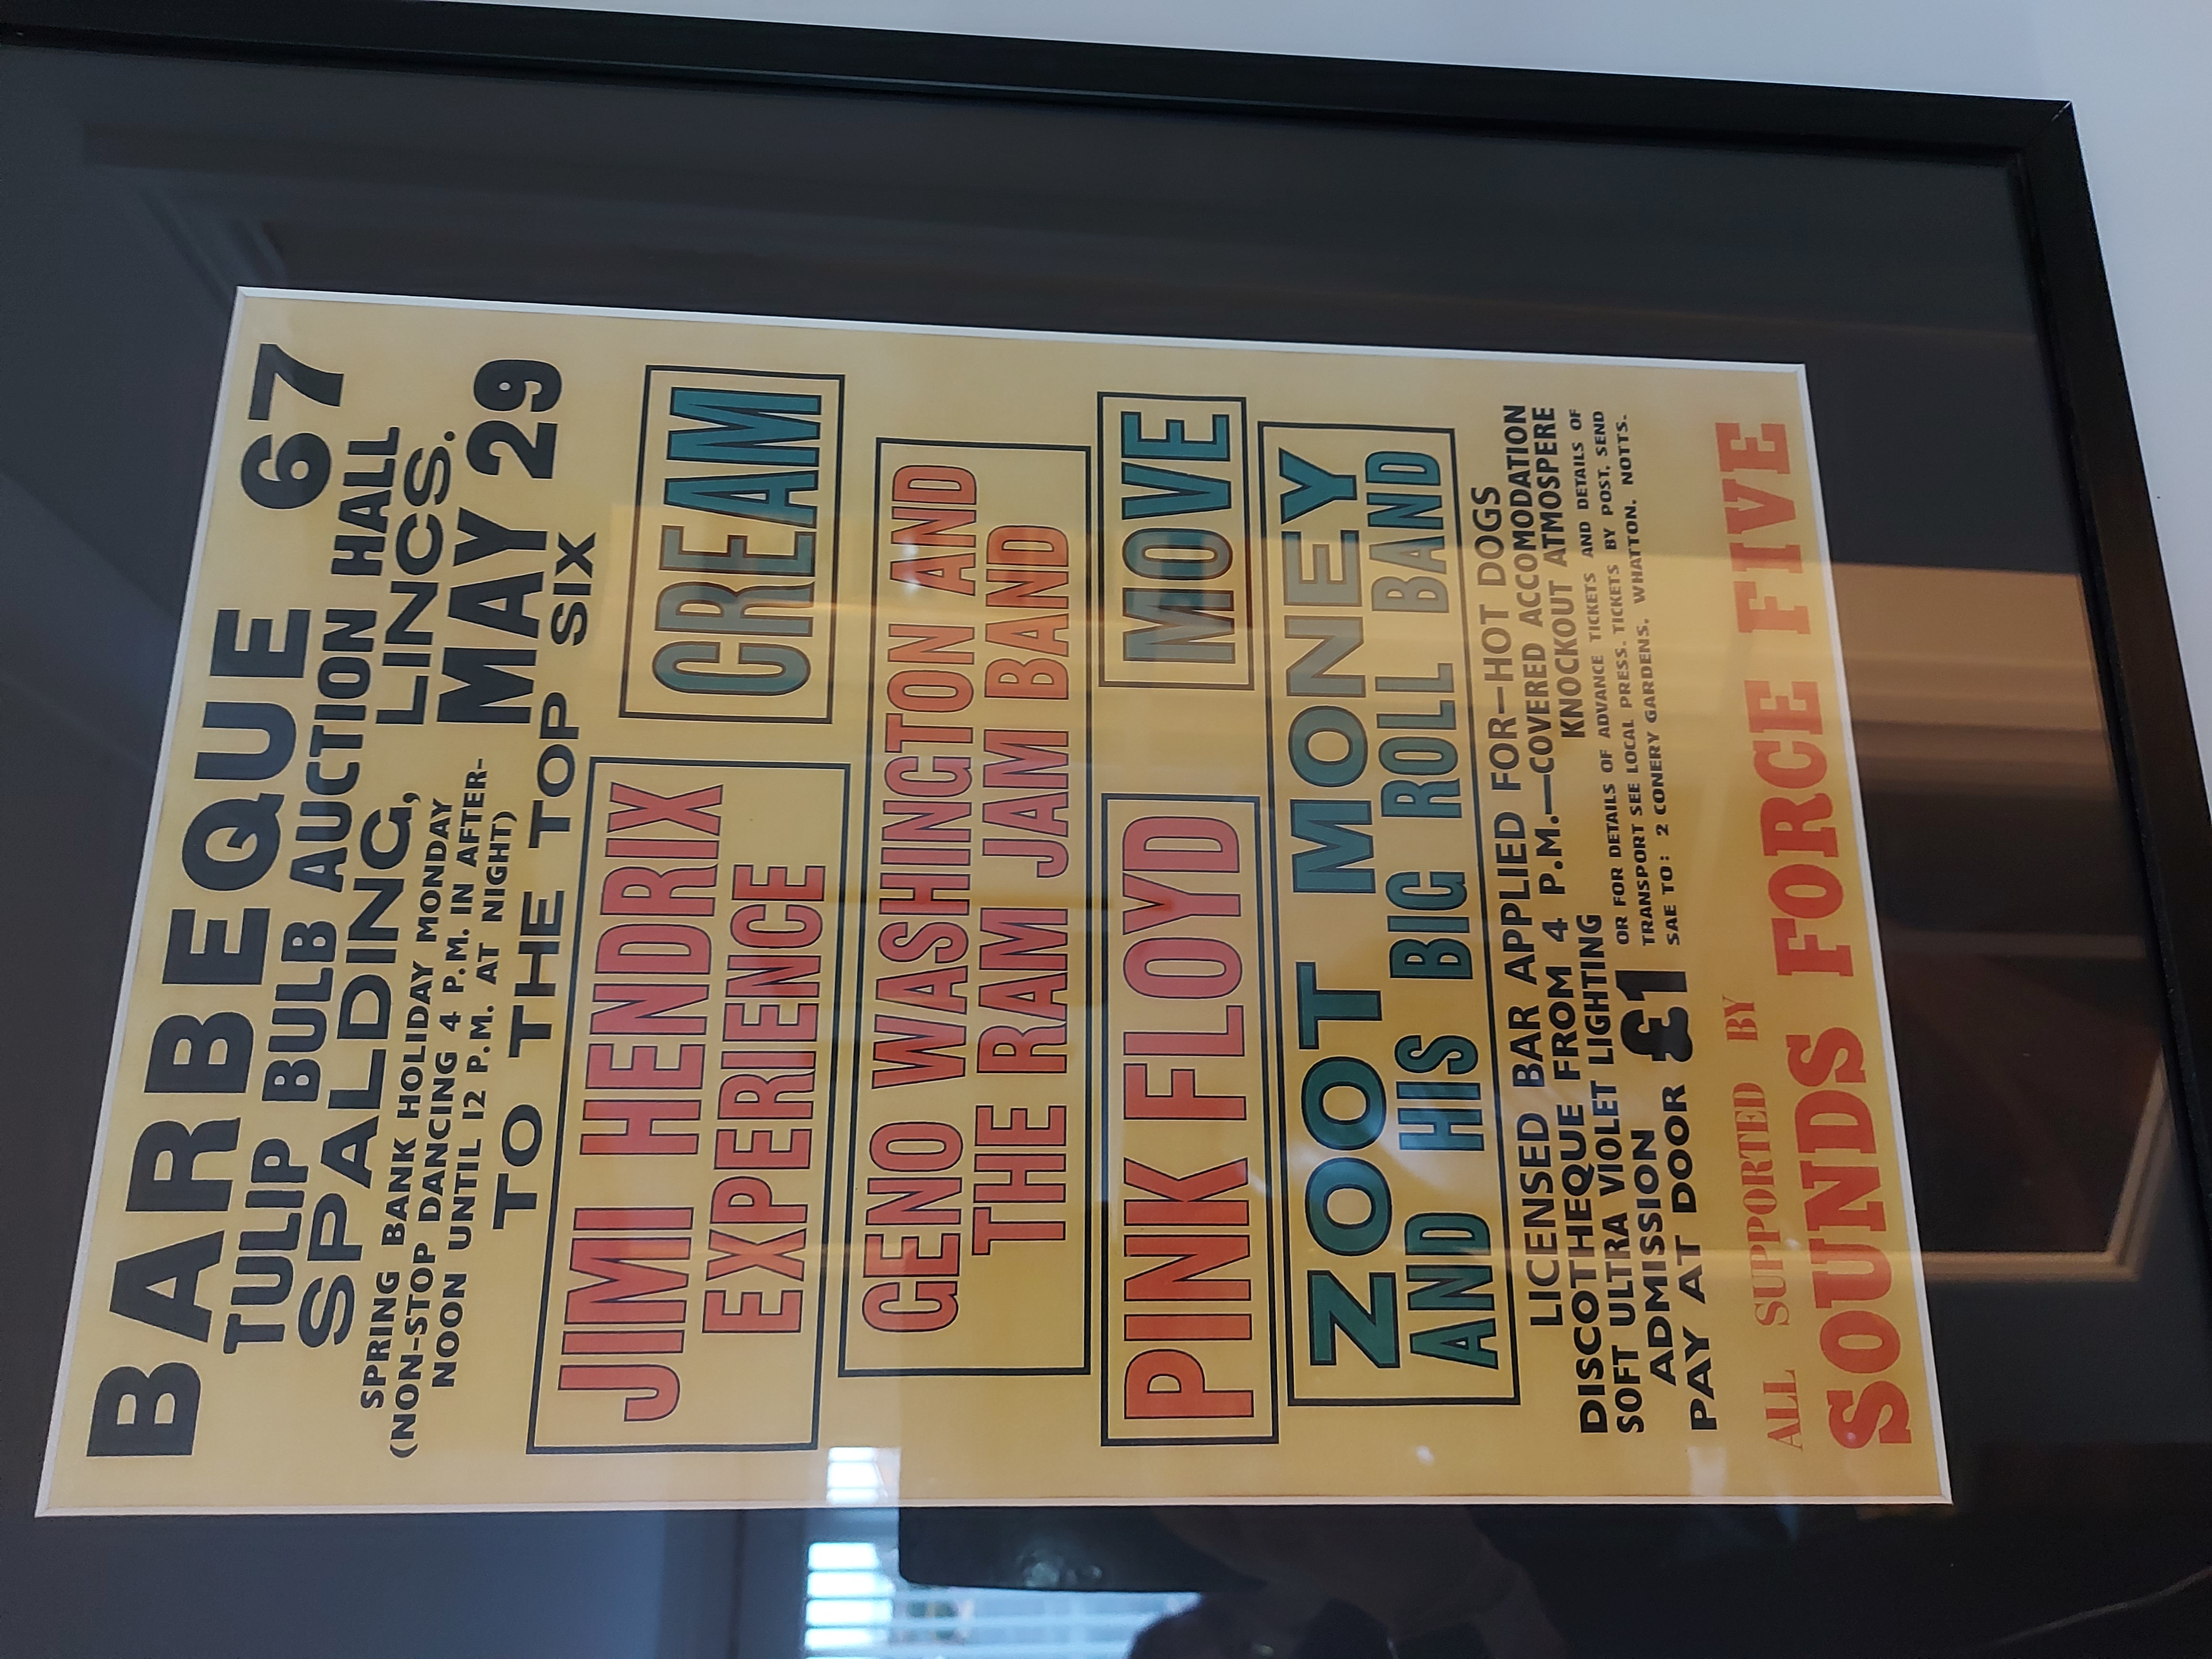 BARBEQUE 67
TULIP BULB AUCTION HALL
SPALDING, LINCS.
SPRING BANK HOLIDAY MONDAY
(NON-STOP DANCING 4 P.M. IN AFTER-
NOON UNTIL 12 P.M. AT NIGHT)
MAY 29
TO THE TOP TOP SIX
JIMI HENDRIX
EXPERIENCE
CREAM
GENO WASHINGTON AND
THE RAM JAM BAND
PINK FLOYD
MOVE
ZOOT MONEY
AND HIS BIG ROLL BAND
LICENSED BAR APPLIED FOR—HOT DOGS
DISCOTHEQUE FROM 4 P.M.—COVERED ACCOMODATION
SOFT ULTRA VIOLET LIGHTING KNOCKOUT ATMOSPERE
ADMISSION
PAY AT DOOR £1
OR FOR DETAILS OF ADVANCE TICKETS AND DETAILS OF
TRANSPORT SEE LOCAL PRESS. TICKETS BY POST. SEND
SAE TO: 2 CONERY GARDENS. WHATTON. NOTTS.
ALL SUPPORTED BY
SOUNDS FORCE FIVE